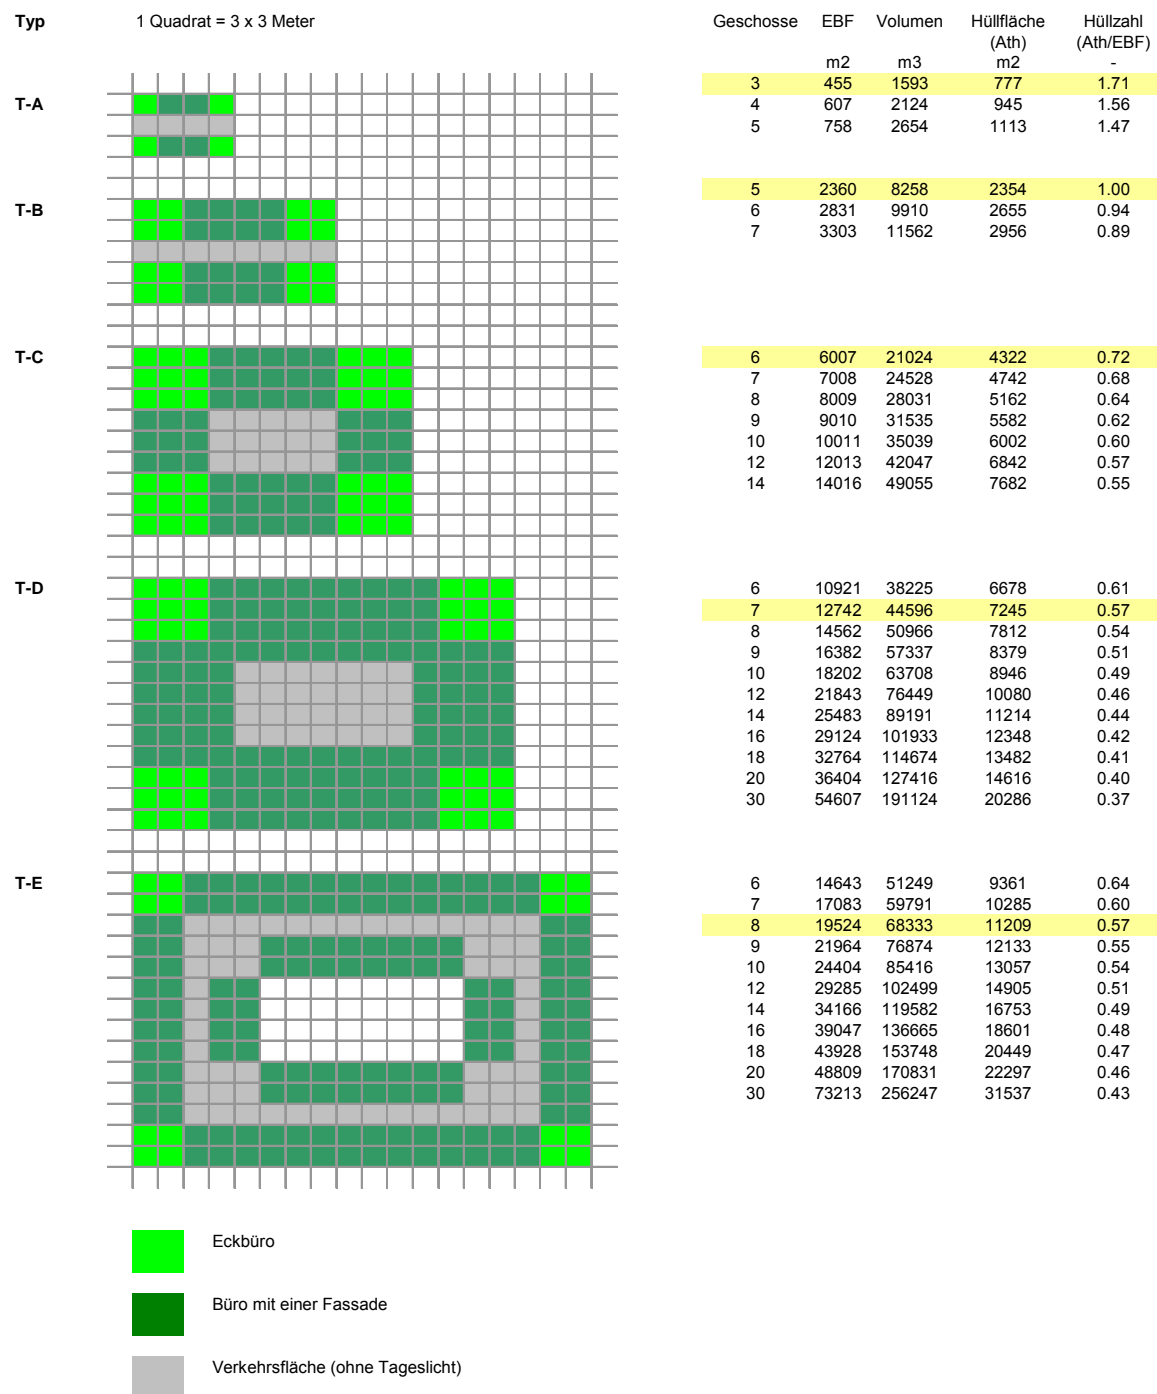 Typ 1 Quadrat = 3 x 3 Meter Geschosse EBF Volumen Hüllfläche Hüllzahl
(Ath) (Ath/EBF)
m2 m3 m2 -
3 455 1593 777 1.71
T-A 4 607 2124 945 1.56
5 758 2654 1113 1.47
5 2360 8258 2354 1.00
T-B 6 2831 9910 2655 0.94
7 3303 11562 2956 0.89
T-C 6 6007 21024 4322 0.72
7 7008 24528 4742 0.68
8 8009 28031 5162 0.64
9 9010 31535 5582 0.62
10 10011 35039 6002 0.60
12 12013 42047 6842 0.57
14 14016 49055 7682 0.55
T-D 6 10921 38225 6678 0.61
7 12742 44596 7245 0.57
8 14562 50966 7812 0.54
9 16382 57337 8379 0.51
10 18202 63708 8946 0.49
12 21843 76449 10080 0.46
14 25483 89191 11214 0.44
16 29124 101933 12348 0.42
18 32764 114674 13482 0.41
20 36404 127416 14616 0.40
30 54607 191124 20286 0.37
T-E 6 14643 51249 9361 0.64
7 17083 59791 10285 0.60
8 19524 68333 11209 0.57
9 21964 76874 12133 0.55
10 24404 85416 13057 0.54
12 29285 102499 14905 0.51
14 34166 119582 16753 0.49
16 39047 136665 18601 0.48
18 43928 153748 20449 0.47
20 48809 170831 22297 0.46
30 73213 256247 31537 0.43
Eckbüro
Büro mit einer Fassade
Verkehrsfläche (ohne Tageslicht)